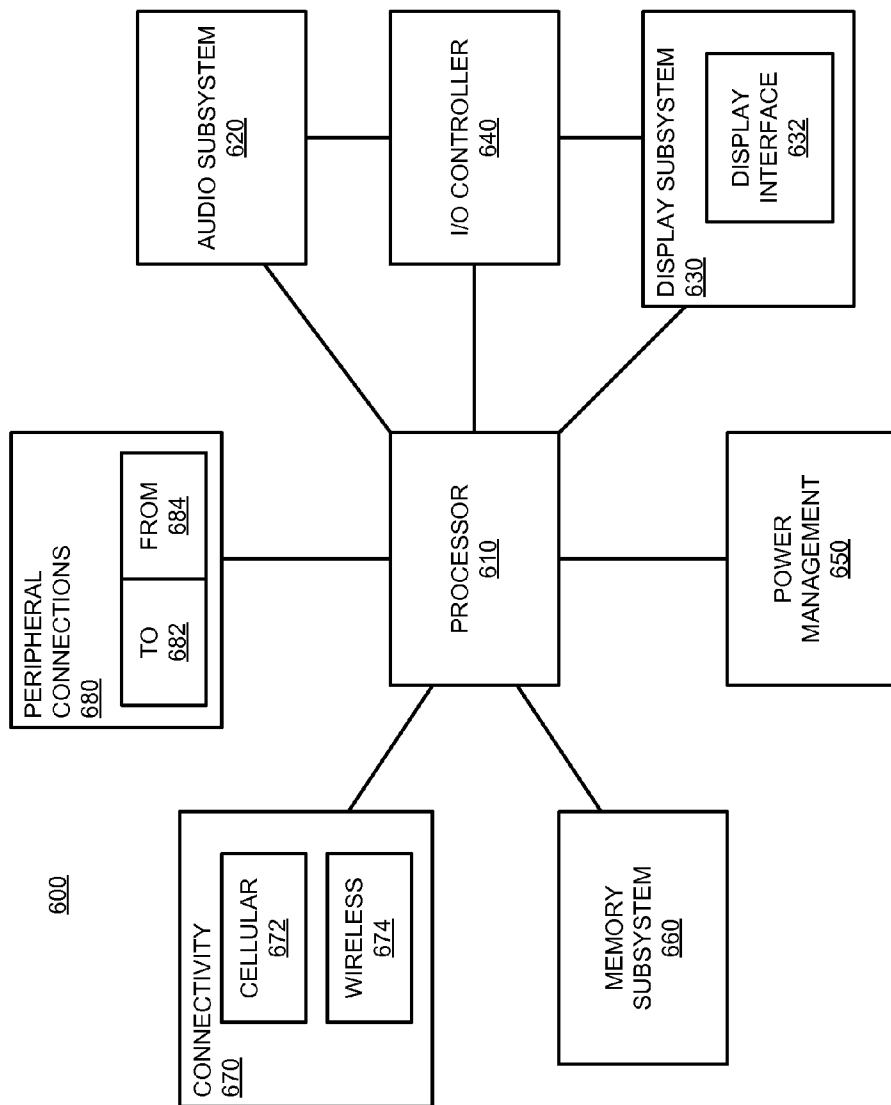 600
CONNECTIVITY
670
CELLULAR
672
WIRELESS
674
PERIPHERAL
CONNECTIONS
680
TO
682
FROM
684
AUDIO SUBSYSTEM
620
MEMORY
SUBSYSTEM
660
PROCESSOR
610
I/O CONTROLLER
640
POWER
MANAGEMENT
650
DISPLAY SUBSYSTEM
630
DISPLAY
INTERFACE
632